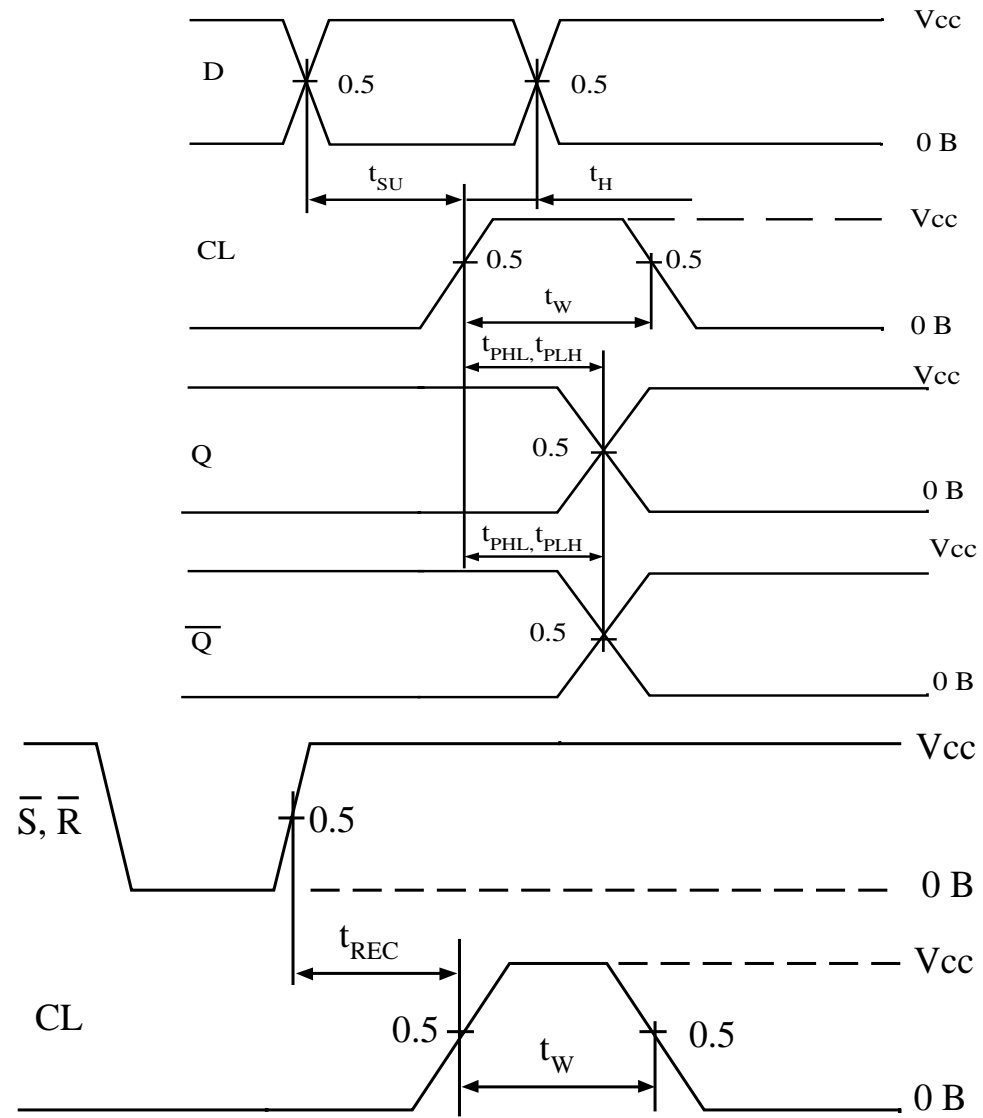 Vcc
D
0.5 0.5
0 B
tSU tH
Vcc
CL
0.5 0.5
tW
0 B
tPHL, tPLH
Vcc
Q
0.5
0 B
tPHL, tPLH
Vcc
Q̅
0.5
0 B
Vcc
S̅, R̅
0.5
0 B
tREC
Vcc
CL
0.5 0.5
tW
0 B